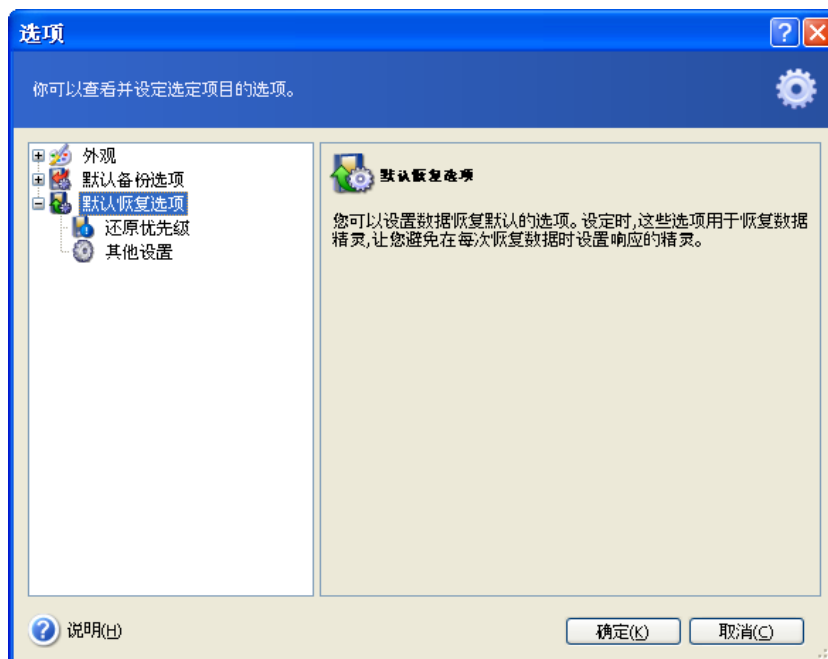 选项
你可以查看并设定选定项目的选项。
外观
默认备份选项
默认恢复选项
还原优先级
其他设置
默认恢复选项
您可以设置数据恢复默认的选项。设定时,这些选项用于恢复数据
精灵,让您避免在每次恢复数据时设置响应的精灵。
说明(H)
确定(K)
取消(C)